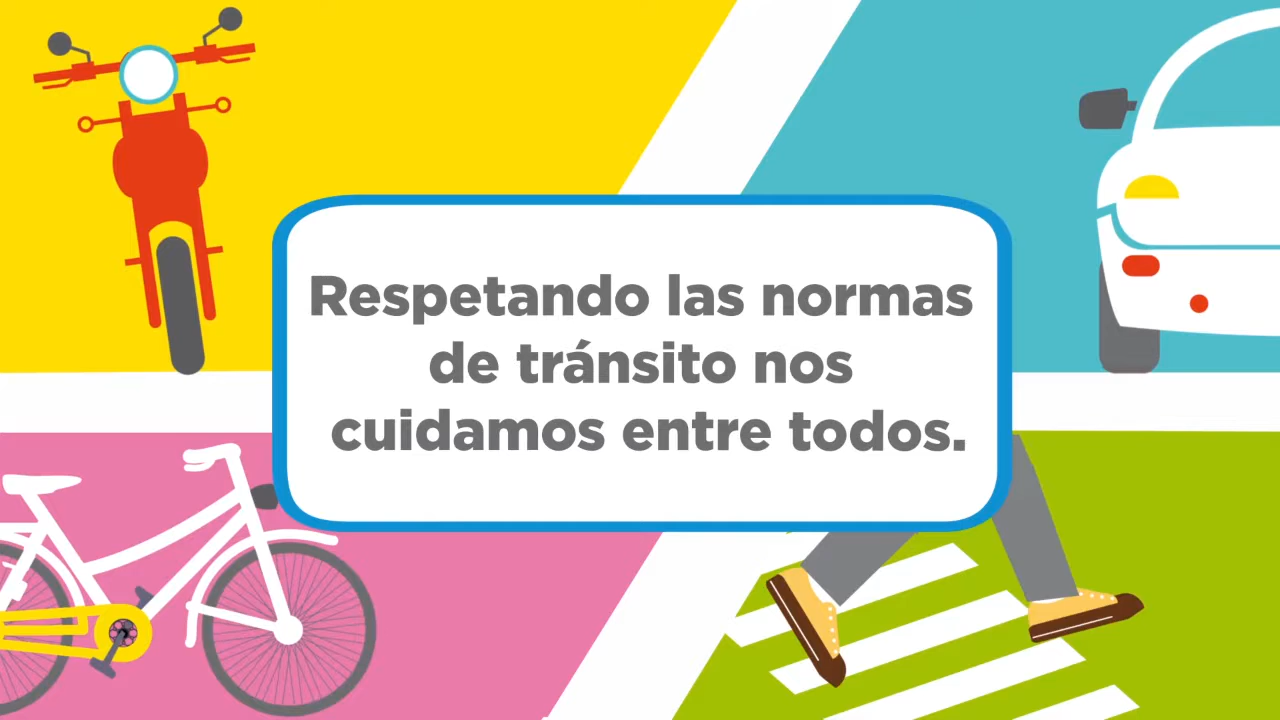 Respetando las normas
de tránsito nos
cuidamos entre todos.